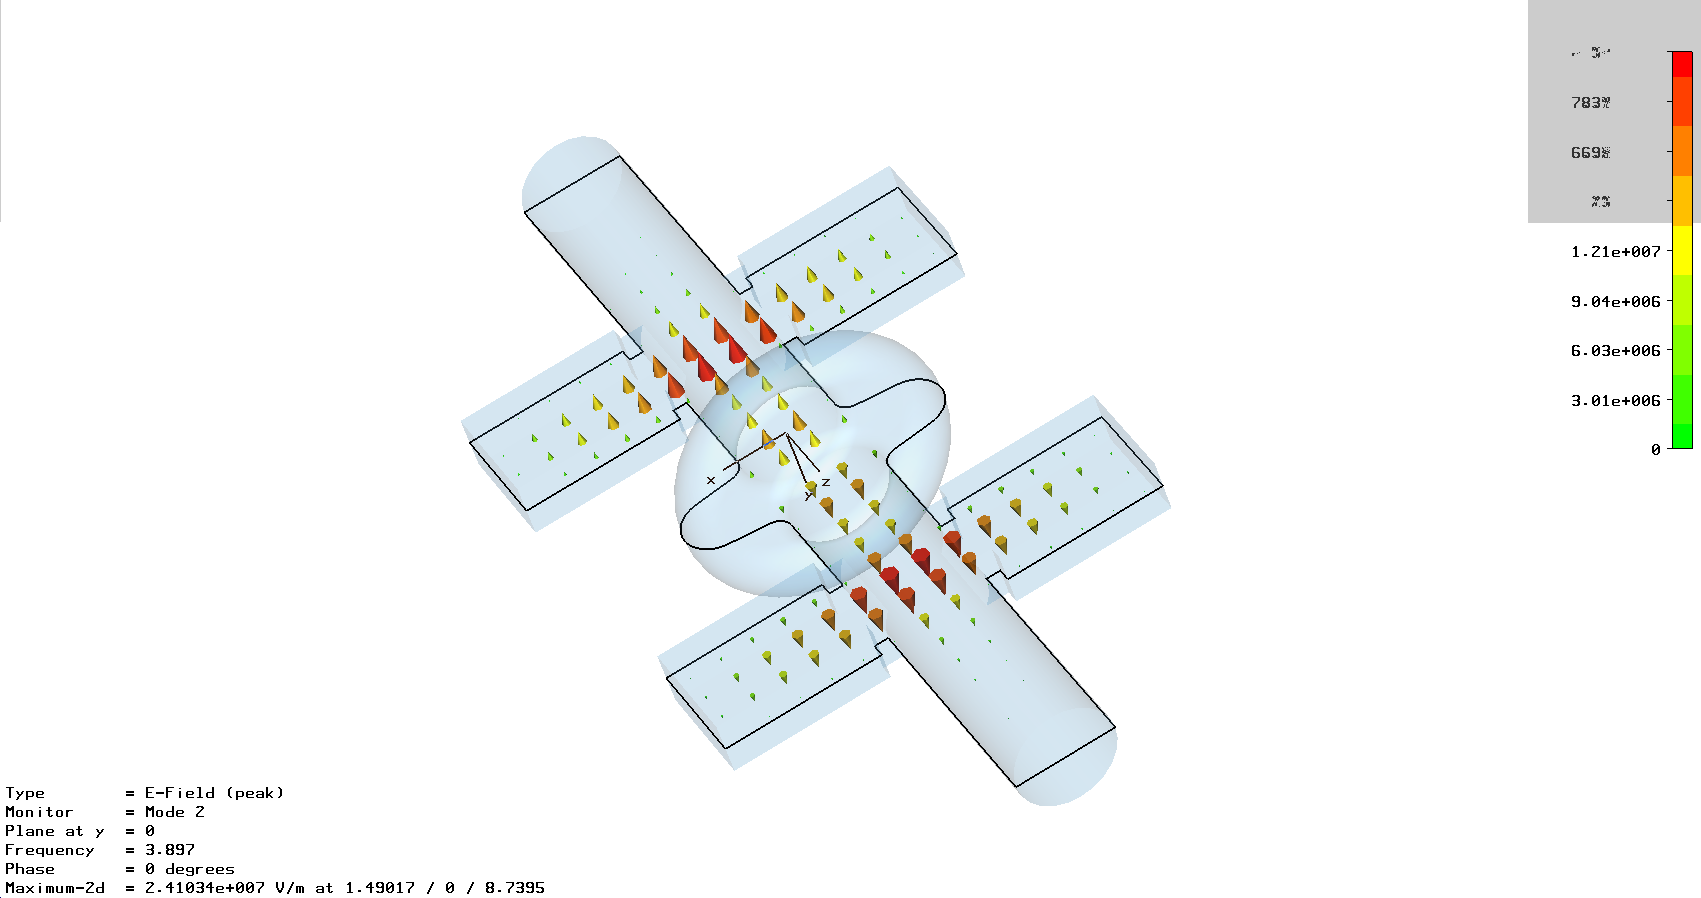 783%
669%
1.21e+007
9.04e+006
6.03e+006
3.01e+006
0
x
z
y
Type = E-Field (peak)
Monitor = Mode 2
Plane at y = 0
Frequency = 3.897
Phase = 0 degrees
Maximum-2d = 2.41034e+007 V/m at 1.49017 / 0 / 8.7395